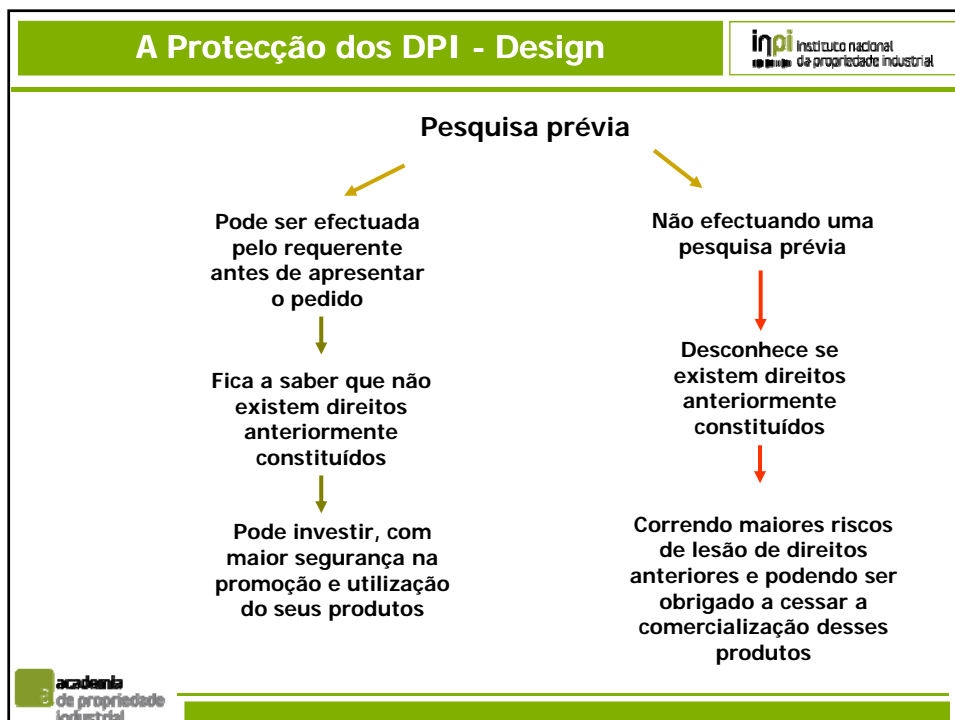 A Protecção dos DPI - Design
inpi instituto nacional
da propriedade industrial
Pesquisa prévia
Pode ser efectuada
pelo requerente
antes de apresentar
o pedido
Fica a saber que não
existem direitos
anteriormente
constituídos
Pode investir, com
maior segurança na
promoção e utilização
do seus produtos
Não efectuando uma
pesquisa prévia
Desconhece se
existem direitos
anteriormente
constituídos
Correndo maiores riscos
de lesão de direitos
anteriores e podendo ser
obrigado a cessar a
comercialização desses
produtos
academia
de propriedade
industrial